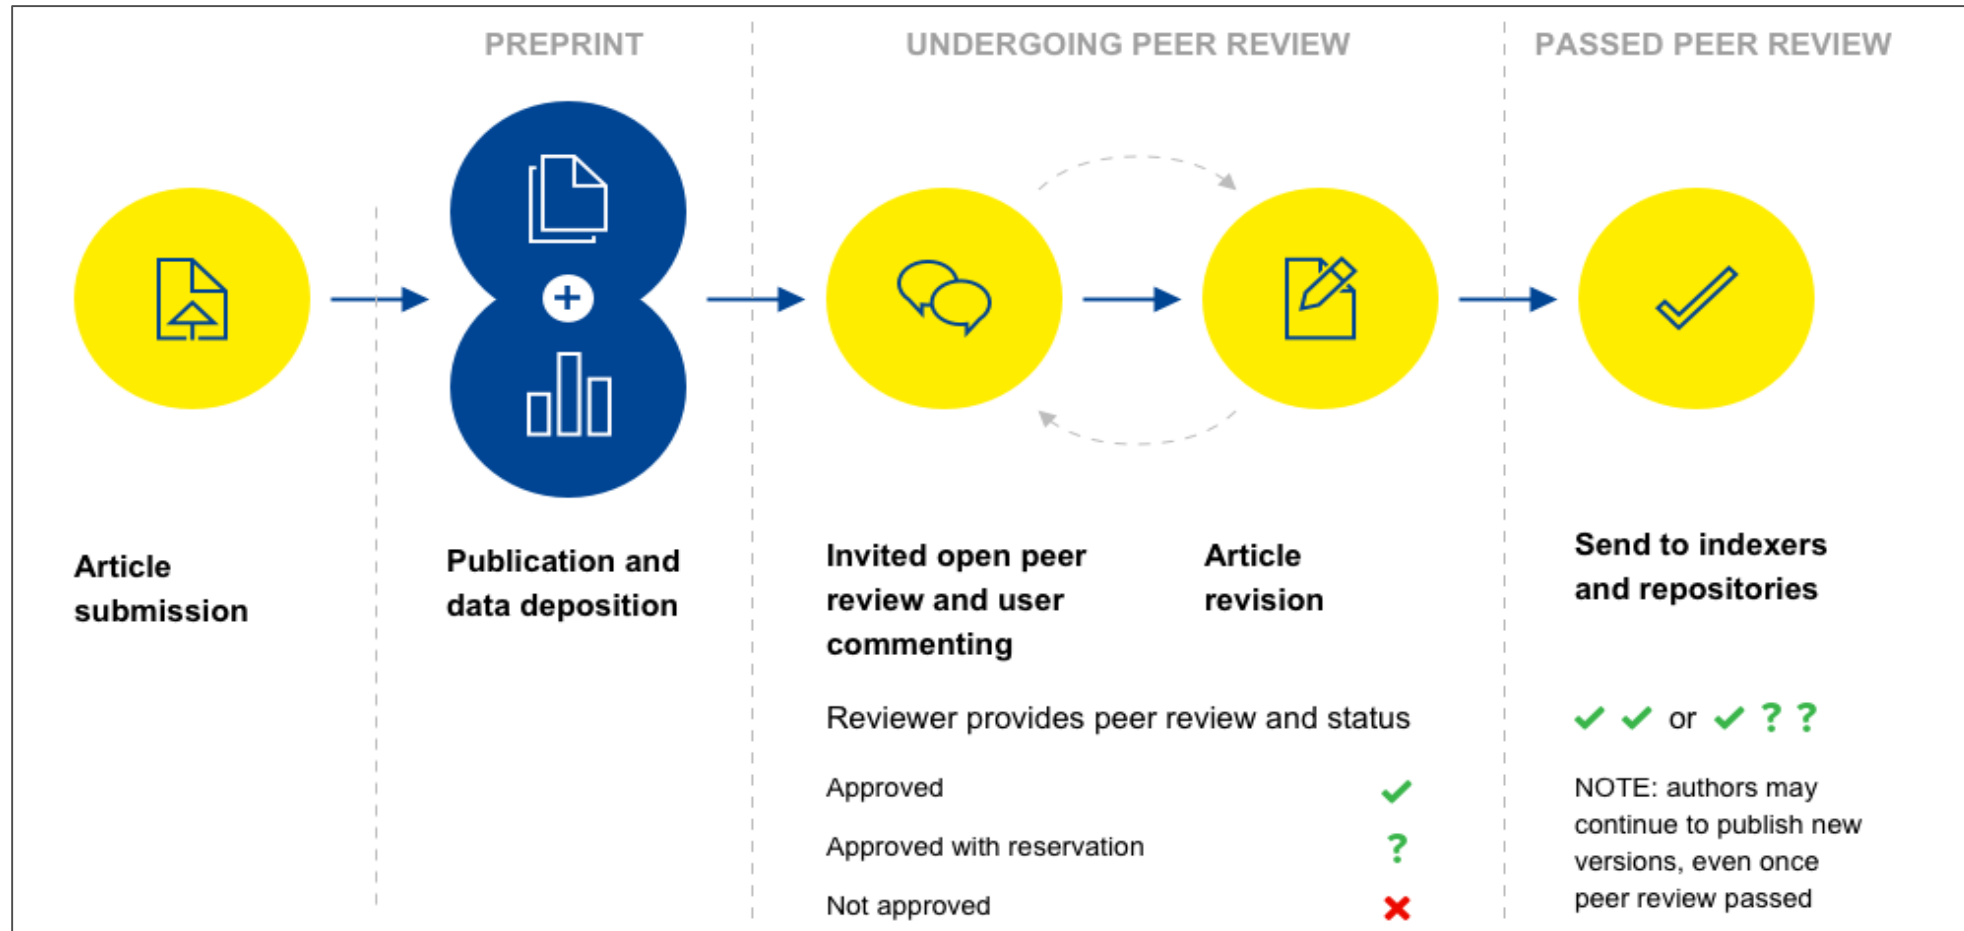 PREPRINT
UNDERGOING PEER REVIEW
PASSED PEER REVIEW
Article
submission
Publication and
data deposition
Invited open peer
review and user
commenting
Article
revision
Send to indexers
and repositories
Reviewer provides peer review and status
Approved ✓
Approved with reservation ?
Not approved ✗
✓ ✓ or ✓ ? ?
NOTE: authors may
continue to publish new
versions, even once
peer review passed